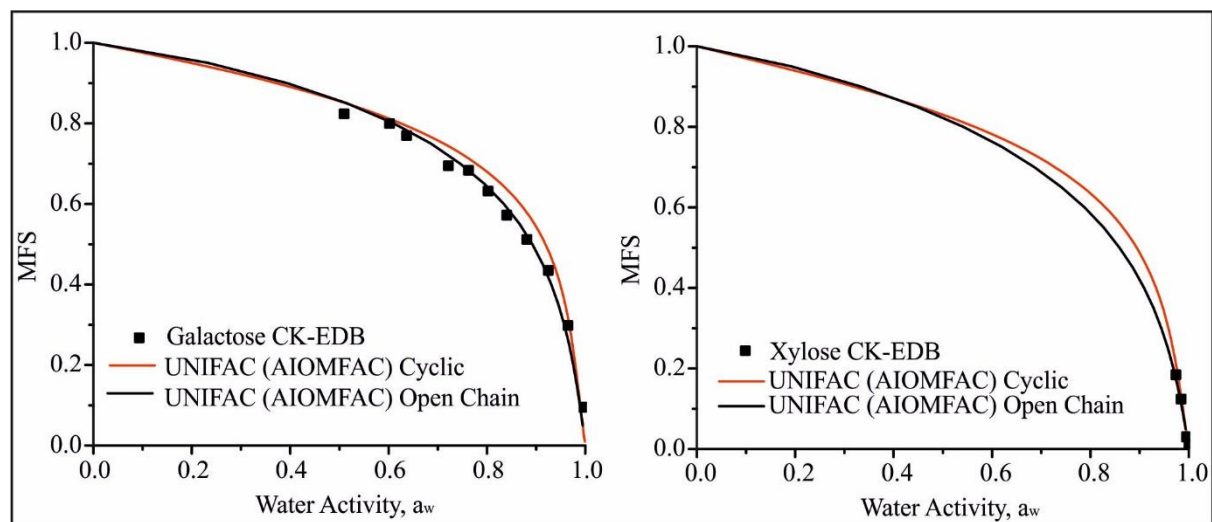 1.0
0.8
0.6
0.4
0.2
0.0
MFS
Galactose CK-EDB
UNIFAC (AIOMFAC) Cyclic
UNIFAC (AIOMFAC) Open Chain
0.0 0.2 0.4 0.6 0.8 1.0
Water Activity, aw
1.0
0.8
0.6
0.4
0.2
0.0
MFS
Xylose CK-EDB
UNIFAC (AIOMFAC) Cyclic
UNIFAC (AIOMFAC) Open Chain
0.0 0.2 0.4 0.6 0.8 1.0
Water Activity, aw